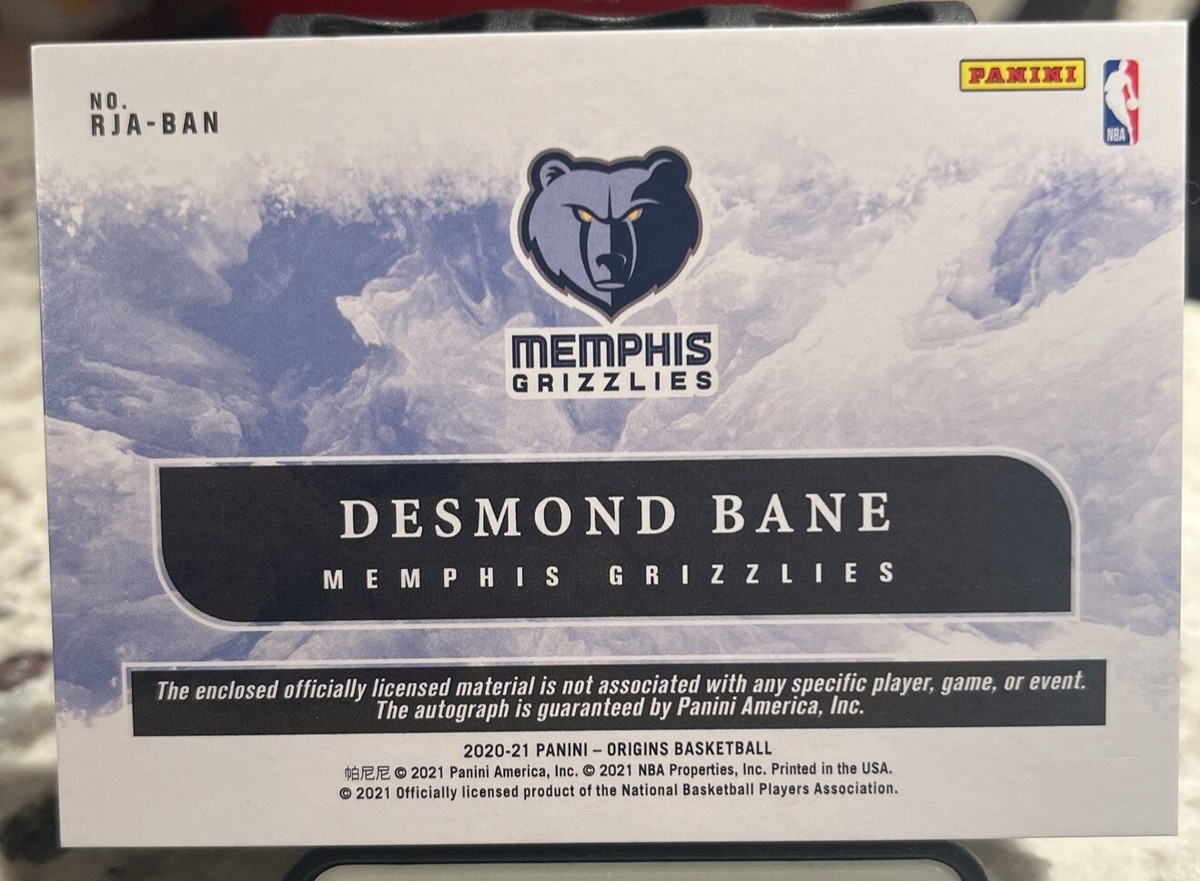 NO.
RJA-BAN
PANINI
NBA
MEMPHIS
GRIZZLIES
DESMOND BANE
MEMPHIS GRIZZLIES
The enclosed officially licensed material is not associated with any specific player, game, or event.
The autograph is guaranteed by Panini America, Inc.
2020-21 PANINI – ORIGINS BASKETBALL
帕尼尼 © 2021 Panini America, Inc. © 2021 NBA Properties, Inc. Printed in the USA.
© 2021 Officially licensed product of the National Basketball Players Association.